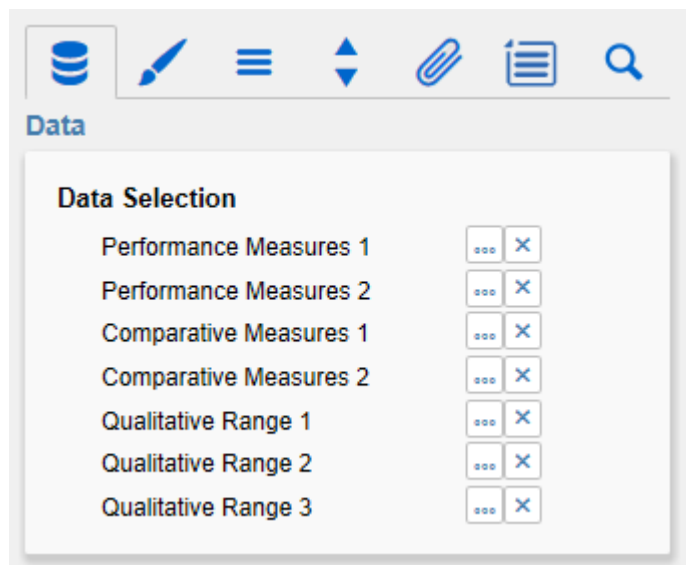 Data
Data Selection
Performance Measures 1
Performance Measures 2
Comparative Measures 1
Comparative Measures 2
Qualitative Range 1
Qualitative Range 2
Qualitative Range 3